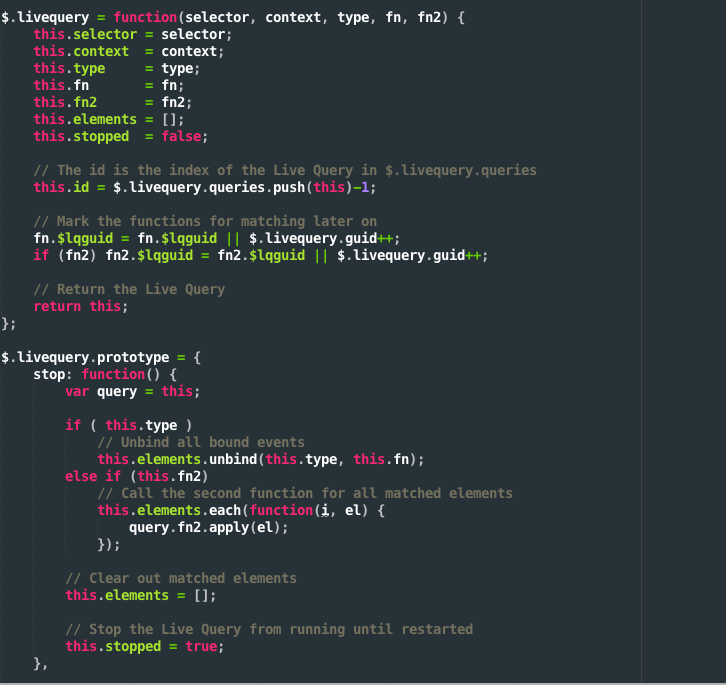 $.livequery = function(selector, context, type, fn, fn2) {
    this.selector = selector;
    this.context  = context;
    this.type     = type;
    this.fn       = fn;
    this.fn2      = fn2;
    this.elements = [];
    this.stopped  = false;

    // The id is the index of the Live Query in $.livequery.queries
    this.id = $.livequery.queries.push(this)-1;

    // Mark the functions for matching later on
    fn.$lqguid = fn.$lqguid || $.livequery.guid++;
    if (fn2) fn2.$lqguid = fn2.$lqguid || $.livequery.guid++;

    // Return the Live Query
    return this;
};

$.livequery.prototype = {
    stop: function() {
        var query = this;

        if ( this.type )
            // Unbind all bound events
            this.elements.unbind(this.type, this.fn);
        else if (this.fn2)
            // Call the second function for all matched elements
            this.elements.each(function(i, el) {
                query.fn2.apply(el);
            });

        // Clear out matched elements
        this.elements = [];

        // Stop the Live Query from running until restarted
        this.stopped = true;
    },